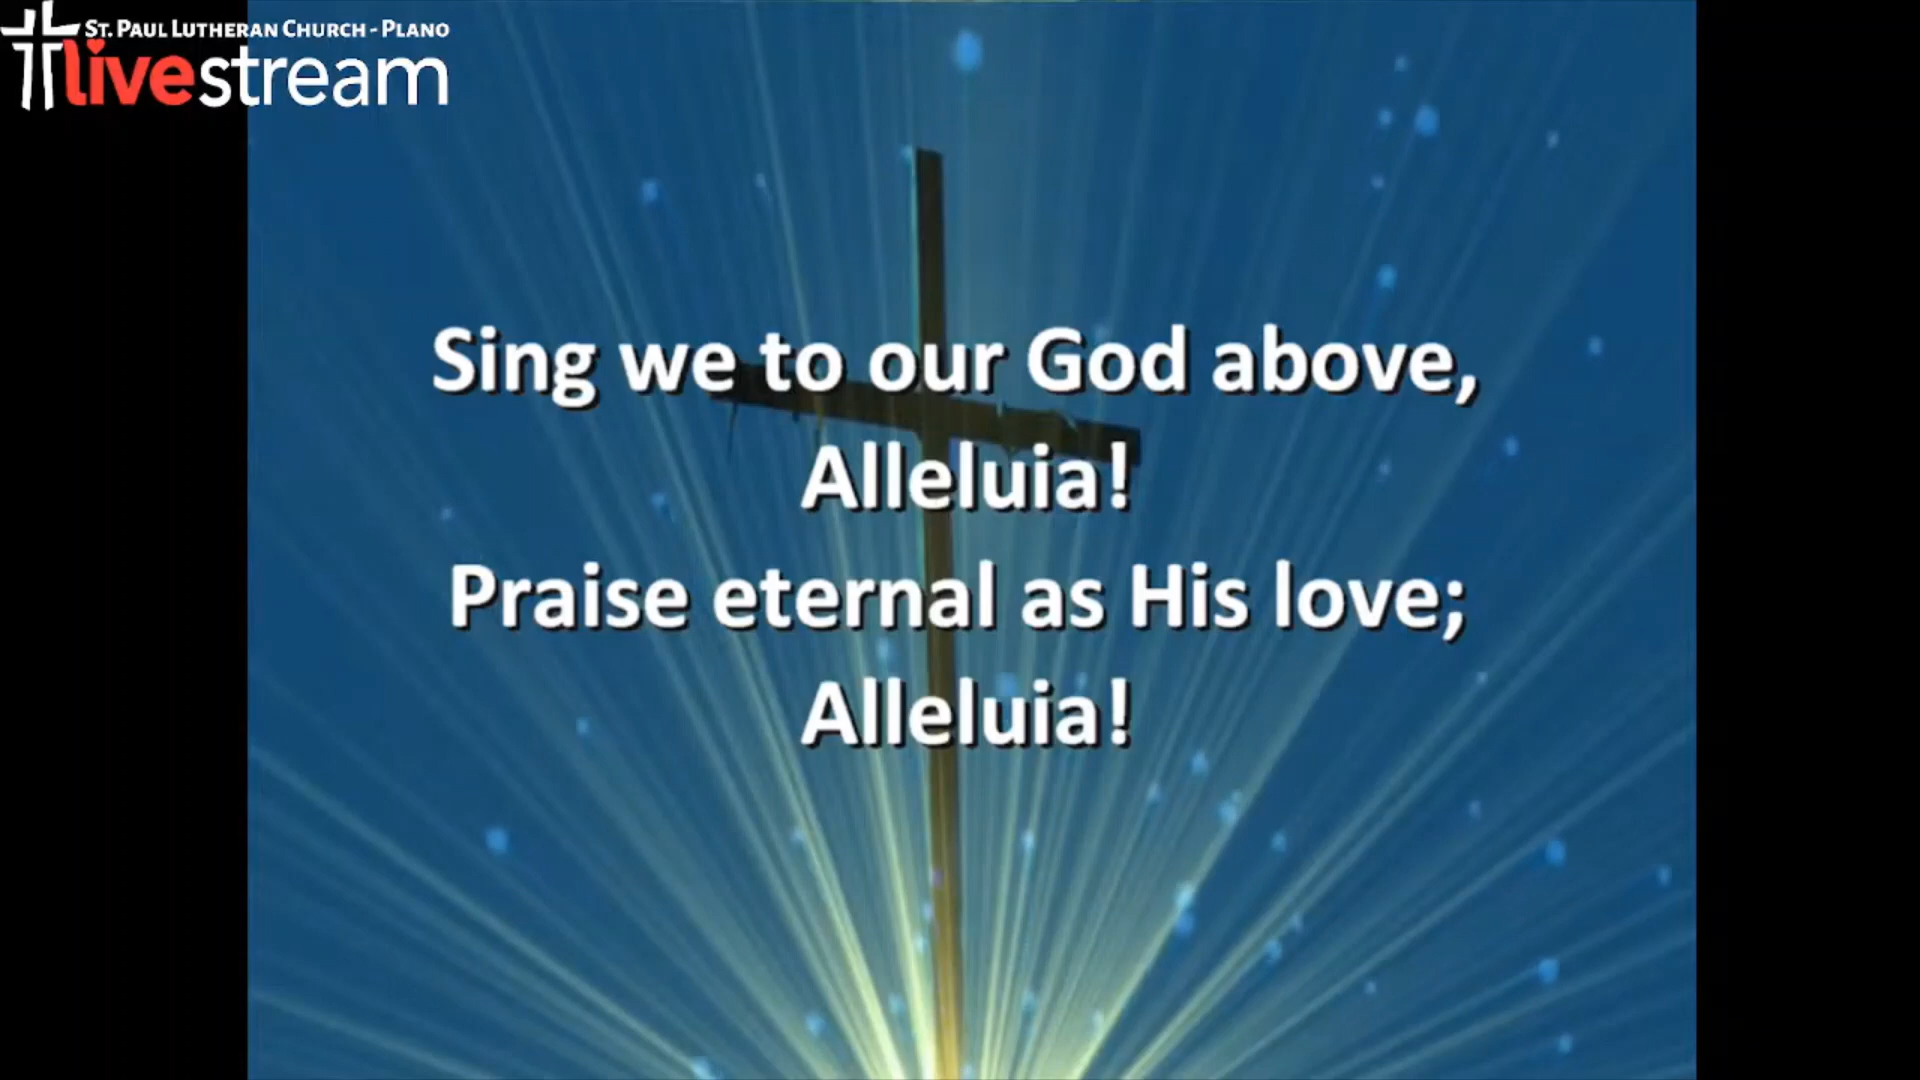 St. Paul Lutheran Church - Plano
livestream
Sing we to our God above,
Alleluia!
Praise eternal as His love;
Alleluia!